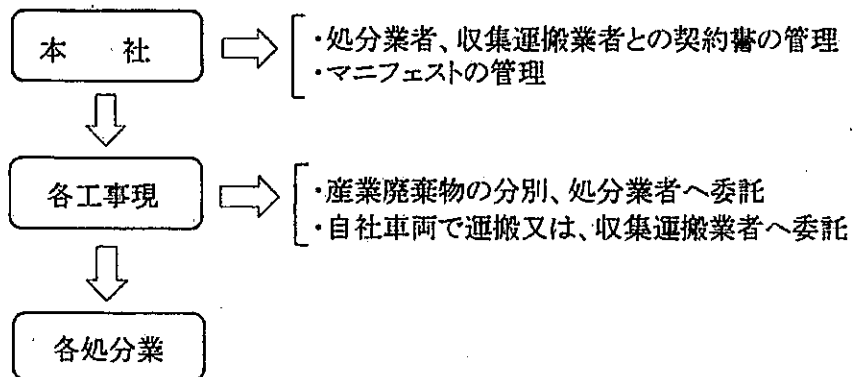 本　社
・処分業者、収集運搬業者との契約書の管理
・マニフェストの管理
各工事現
・産業廃棄物の分別、処分業者へ委託
・自社車両で運搬又は、収集運搬業者へ委託
各処分業